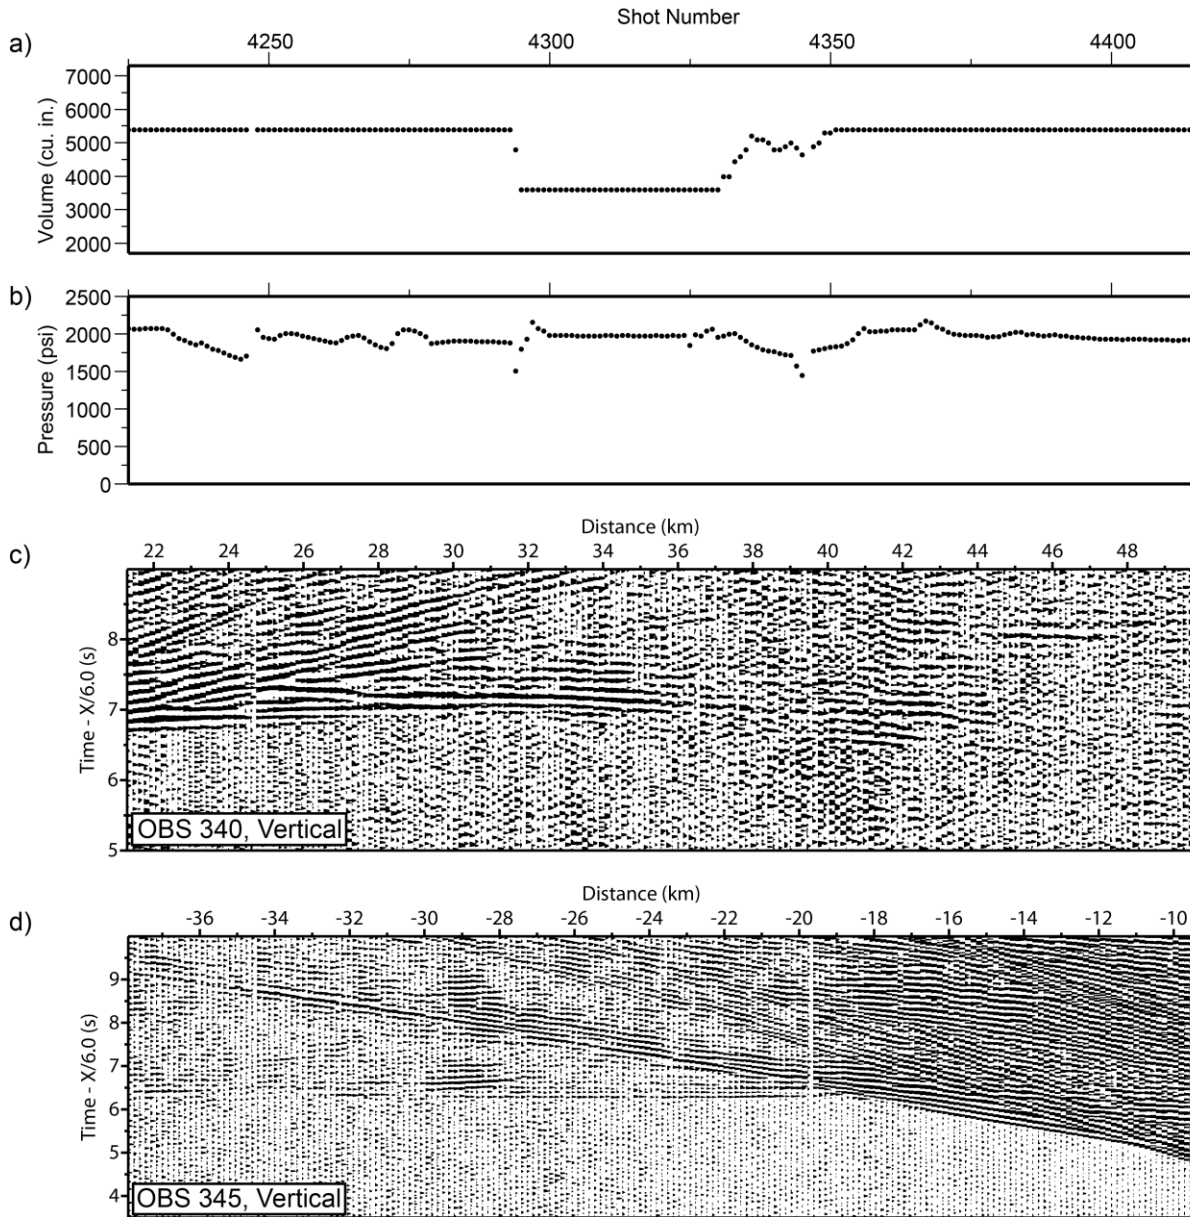 Shot Number
a)
4250 4300 4350 4400
7000
6000
5000
4000
3000
2000
Volume (cu. in.)
b)
2500
2000
1500
1000
500
0
Pressure (psi)
c)
Distance (km)
22 24 26 28 30 32 34 36 38 40 42 44 46 48
8
7
6
5
Time - X/6.0 (s)
OBS 340, Vertical
d)
Distance (km)
-36 -34 -32 -30 -28 -26 -24 -22 -20 -18 -16 -14 -12 -10
9
8
7
6
5
4
Time - X/6.0 (s)
OBS 345, Vertical